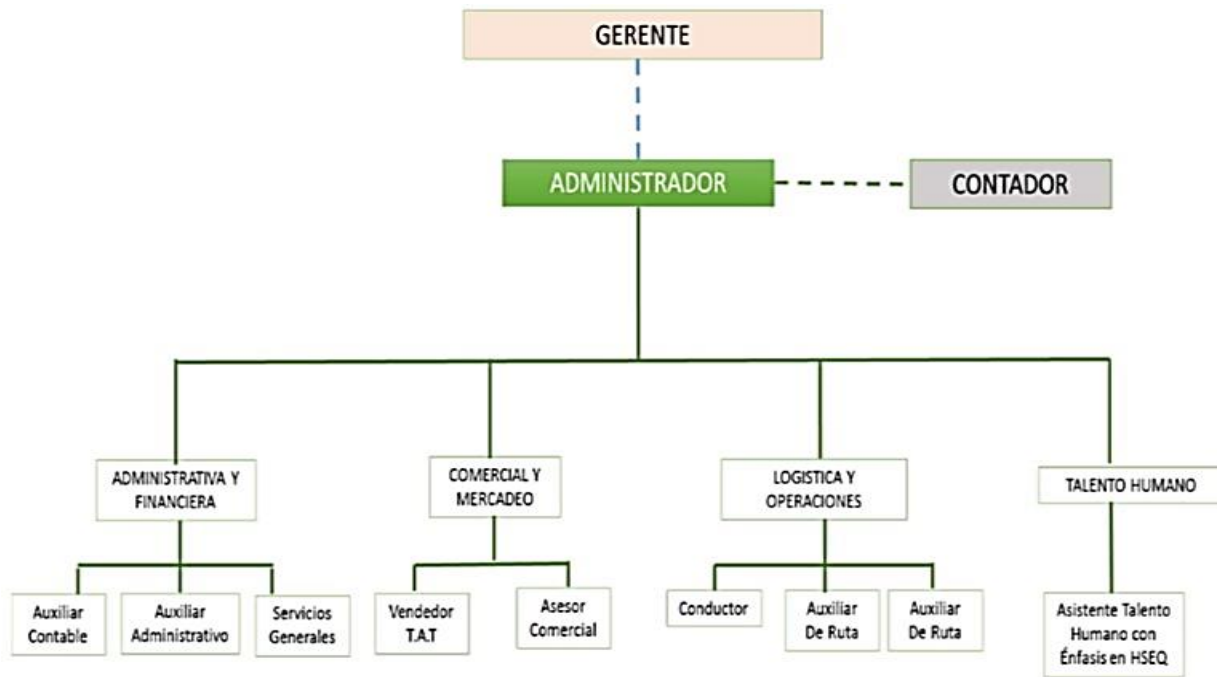 GERENTE
ADMINISTRADOR
CONTADOR
ADMINISTRATIVA Y
FINANCIERA
COMERCIAL Y
MERCADEO
LOGISTICA Y
OPERACIONES
TALENTO HUMANO
Auxiliar
Contable
Auxiliar
Administrativo
Servicios
Generales
Vendedor
T.A.T
Asesor
Comercial
Conductor
Auxiliar
De Ruta
Auxiliar
De Ruta
Asistente Talento
Humano con
Énfasis en HSEQ